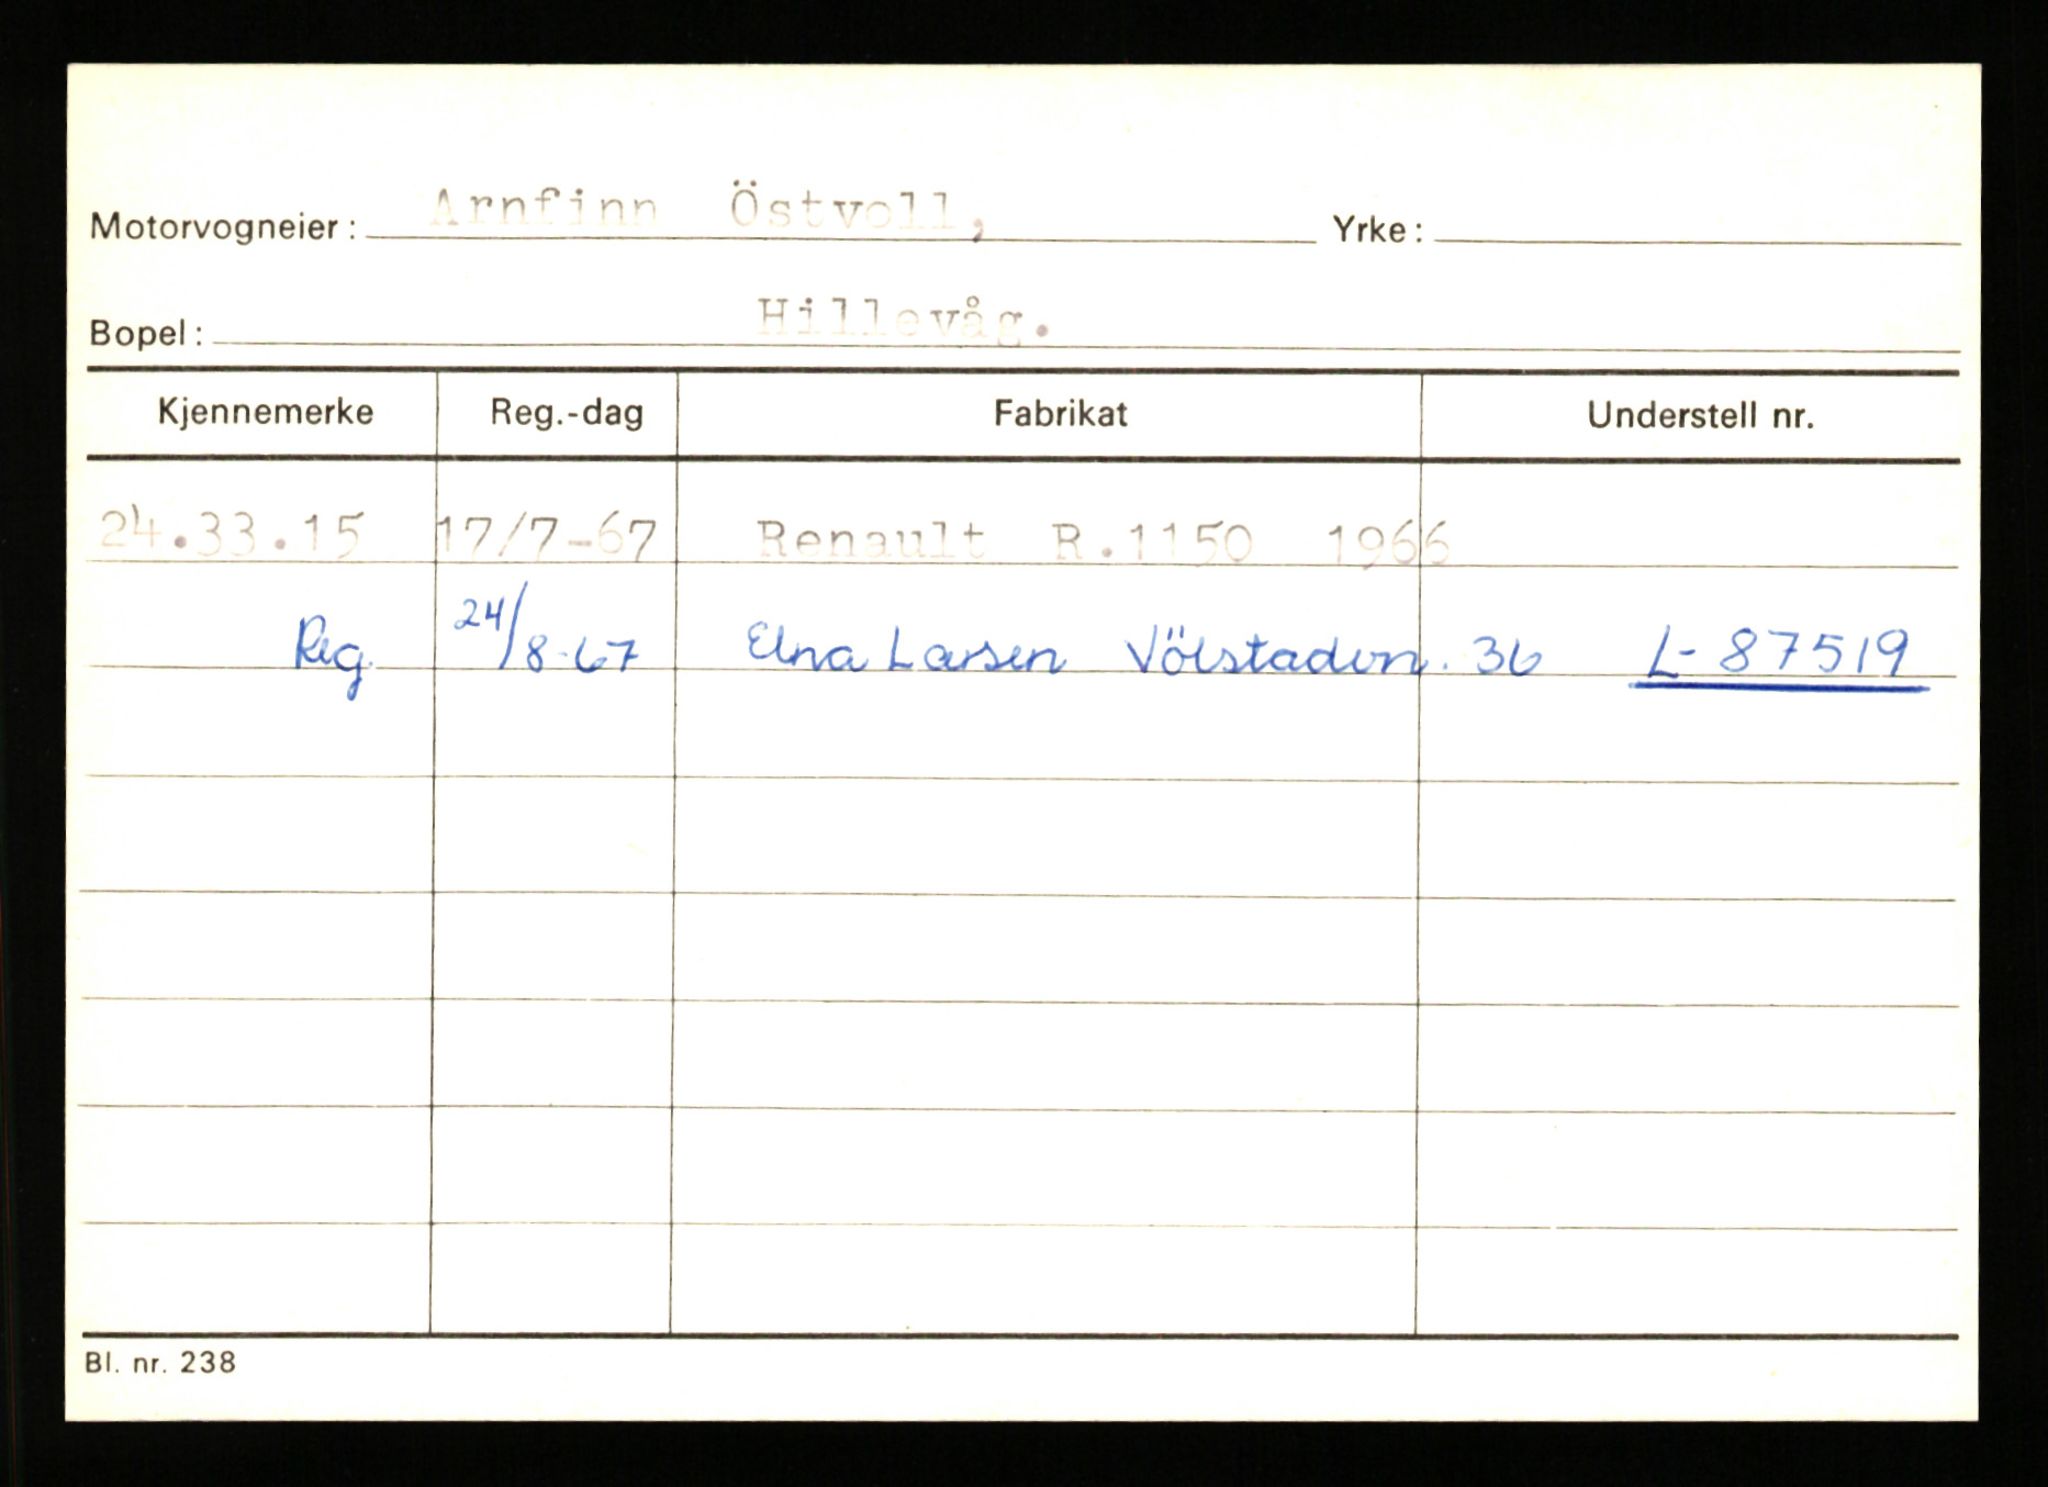 Motorvogneier: Arnfinn Östvoll, Yrke:
Bopel: Hillevåg.
Kjennemerke Reg.-dag Fabrikat Understell nr.
24.33.15 17/7-67 Renault R.1150 1966
Reg. 24/8-67 Elna Larsen Völstadvn. 36 L-87519
Bl. nr. 238